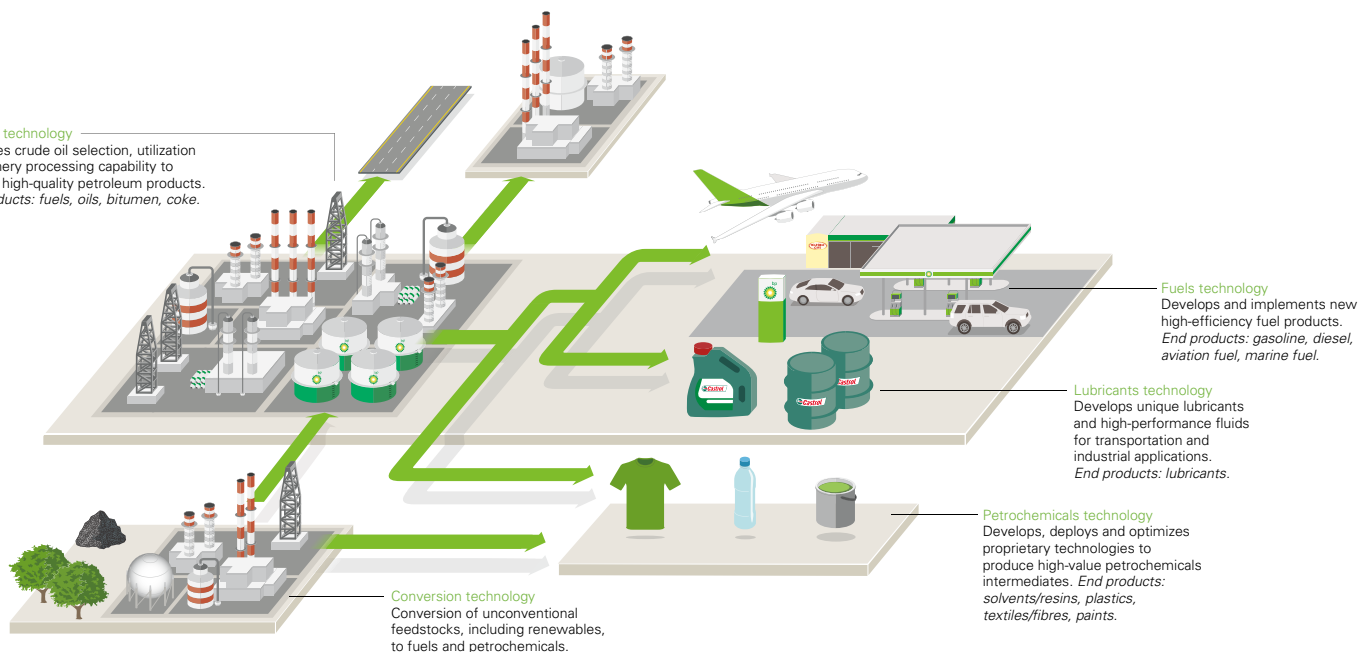 technology
es crude oil selection, utilization
nery processing capability to
high-quality petroleum products.
ducts: fuels, oils, bitumen, coke.
bp
Castrol
Castrol
Castrol
Fuels technology
Develops and implements new
high-efficiency fuel products.
End products: gasoline, diesel,
aviation fuel, marine fuel.
Lubricants technology
Develops unique lubricants
and high-performance fluids
for transportation and
industrial applications.
End products: lubricants.
Petrochemicals technology
Develops, deploys and optimizes
proprietary technologies to
produce high-value petrochemicals
intermediates. End products:
solvents/resins, plastics,
textiles/fibres, paints.
Conversion technology
Conversion of unconventional
feedstocks, including renewables,
to fuels and petrochemicals.